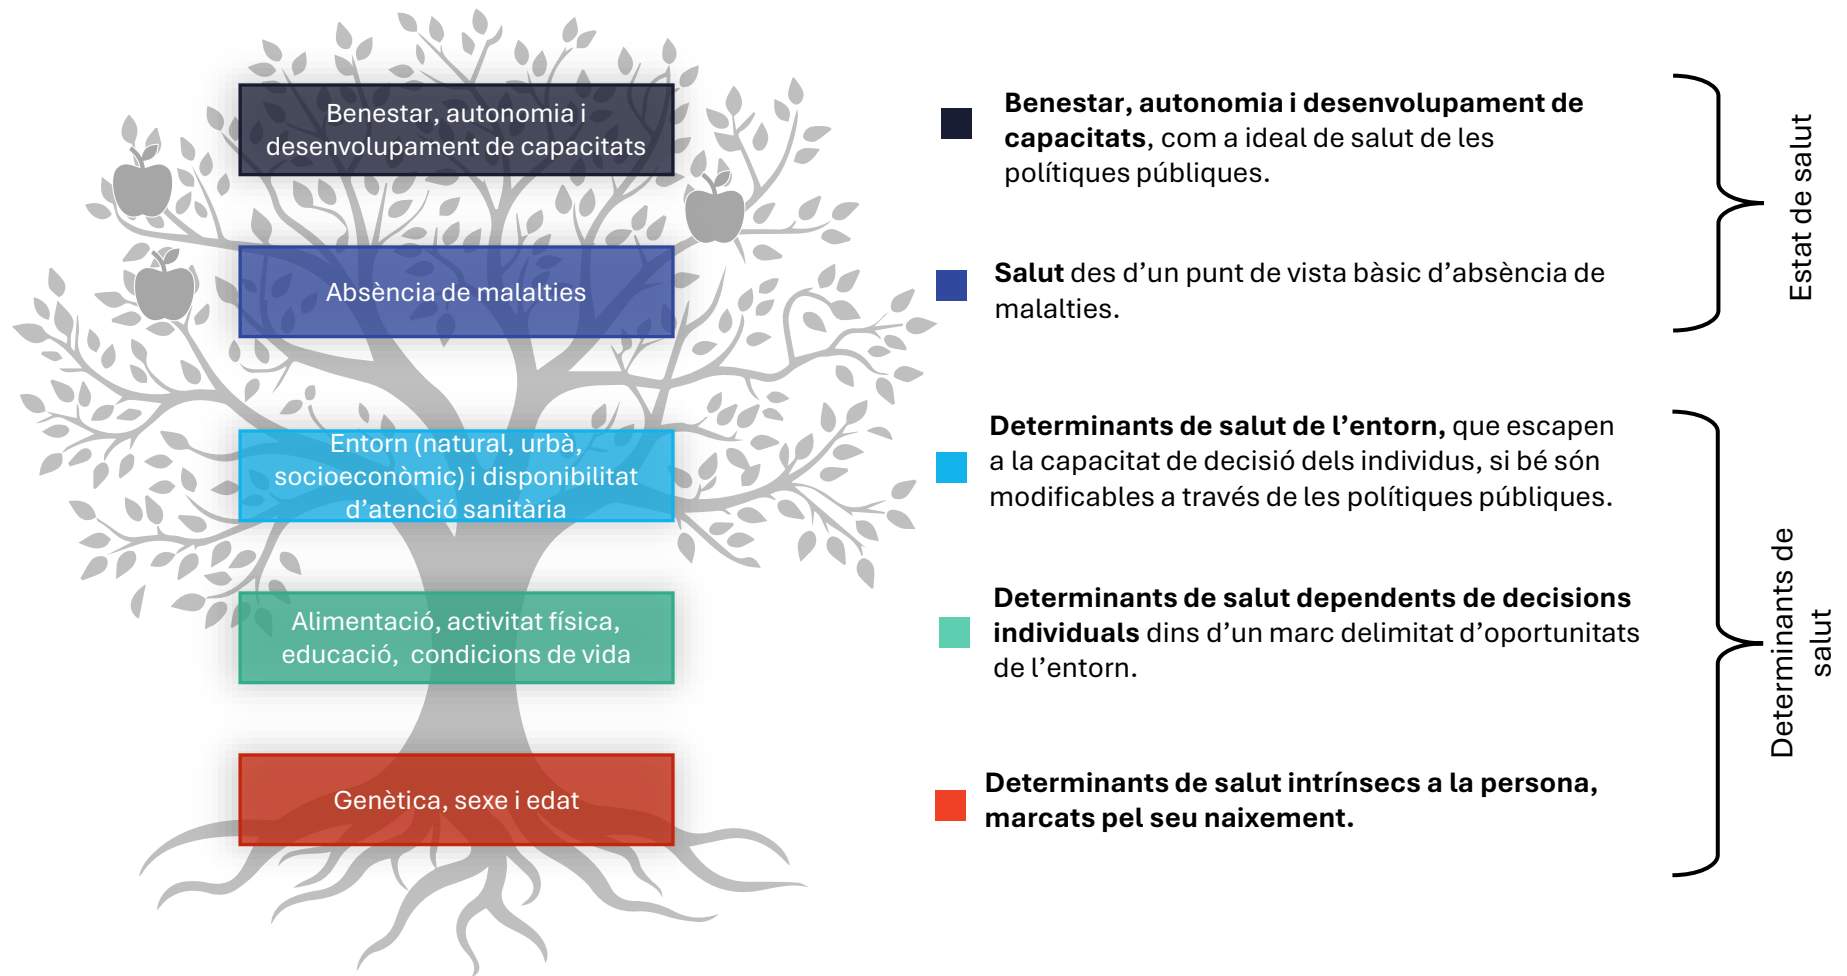 Benestar, autonomia i
desenvolupament de capacitats
Benestar, autonomia i desenvolupament de
capacitats, com a ideal de salut de les
polítiques públiques.
Absència de malalties
Salut des d’un punt de vista bàsic d’absència de
malalties.
Estat de salut
Entorn (natural, urbà,
socioeconòmic) i disponibilitat
d’atenció sanitària
Determinants de salut de l’entorn, que escapen
a la capacitat de decisió dels individus, si bé són
modificables a través de les polítiques públiques.
Alimentació, activitat física,
educació, condicions de vida
Determinants de salut dependents de decisions
individuals dins d’un marc delimitat d’oportunitats
de l’entorn.
Genètica, sexe i edat
Determinants de salut intrínsecs a la persona,
marcats pel seu naixement.
Determinants de
salut